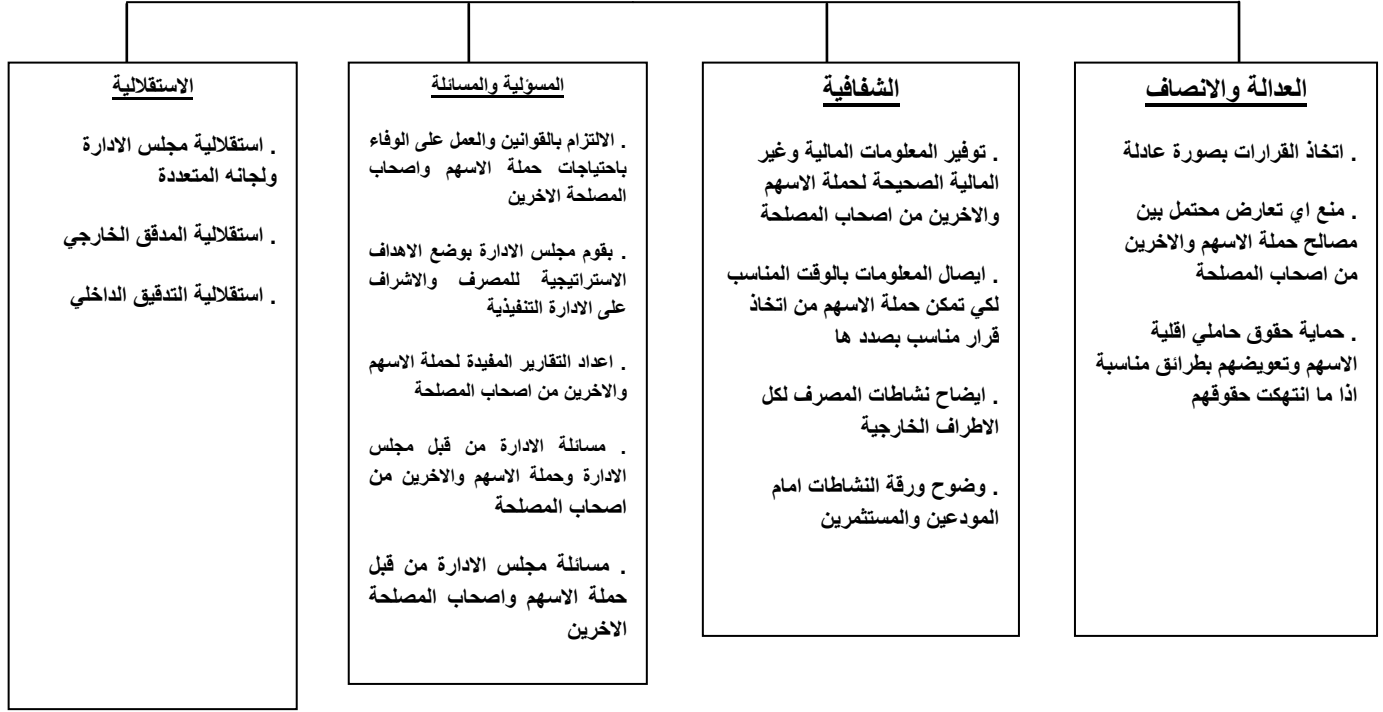 العدالة والانصاف
. اتخاذ القرارات بصورة عادلة
. منع اي تعارض محتمل بين
مصالح حملة الاسهم والاخرين
من اصحاب المصلحة
. حماية حقوق حاملي اقلية
الاسهم وتعويضهم بطرائق مناسبة
اذا ما انتهكت حقوقهم
الشفافية
. توفير المعلومات المالية وغير
المالية الصحيحة لحملة الاسهم
والاخرين من اصحاب المصلحة
. ايصال المعلومات بالوقت المناسب
لكي تمكن حملة الاسهم من اتخاذ
قرار مناسب بصدد ها
. ايضاح نشاطات المصرف لكل
الاطراف الخارجية
. وضوح ورقة النشاطات امام
المودعين والمستثمرين
المسؤلية والمسائلة
. الالتزام بالقوانين والعمل على الوفاء
باحتياجات حملة الاسهم واصحاب
المصلحة الاخرين
. بقوم مجلس الادارة بوضع الاهداف
الاستراتيجية للمصرف والاشراف
على الادارة التنفيذية
. اعداد التقارير المفيدة لحملة الاسهم
والاخرين من اصحاب المصلحة
. مسائلة الادارة من قبل مجلس
الادارة وحملة الاسهم والاخرين من
اصحاب المصلحة
. مسائلة مجلس الادارة من قبل
حملة الاسهم واصحاب المصلحة
الاخرين
الاستقلالية
. استقلالية مجلس الادارة
ولجانه المتعددة
. استقلالية المدقق الخارجي
. استقلالية التدقيق الداخلي